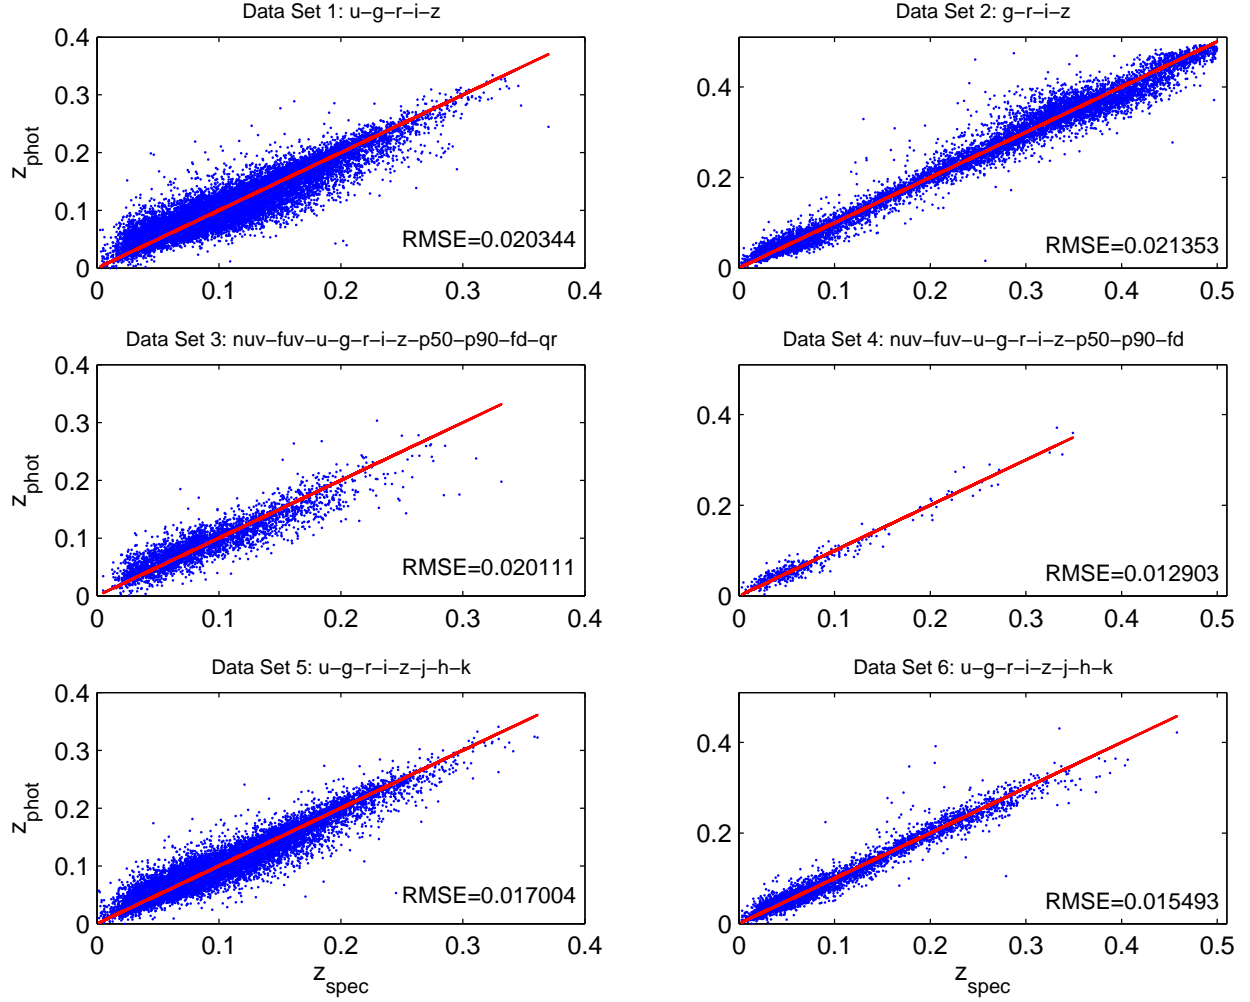 Data Set 1: u−g−r−i−z
0.4
0.3
0.2
0.1
0
z_phot
RMSE=0.020344
0 0.1 0.2 0.3 0.4
Data Set 2: g−r−i−z
0.4
0.2
0
RMSE=0.021353
0 0.1 0.2 0.3 0.4 0.5
Data Set 3: nuv−fuv−u−g−r−i−z−p50−p90−fd−qr
0.4
0.3
0.2
0.1
0
z_phot
RMSE=0.020111
0 0.1 0.2 0.3 0.4
Data Set 4: nuv−fuv−u−g−r−i−z−p50−p90−fd
0.4
0.2
0
RMSE=0.012903
0 0.1 0.2 0.3 0.4 0.5
Data Set 5: u−g−r−i−z−j−h−k
0.4
0.3
0.2
0.1
0
z_phot
RMSE=0.017004
0 0.1 0.2 0.3 0.4
z_spec
Data Set 6: u−g−r−i−z−j−h−k
0.4
0.2
0
RMSE=0.015493
0 0.1 0.2 0.3 0.4 0.5
z_spec